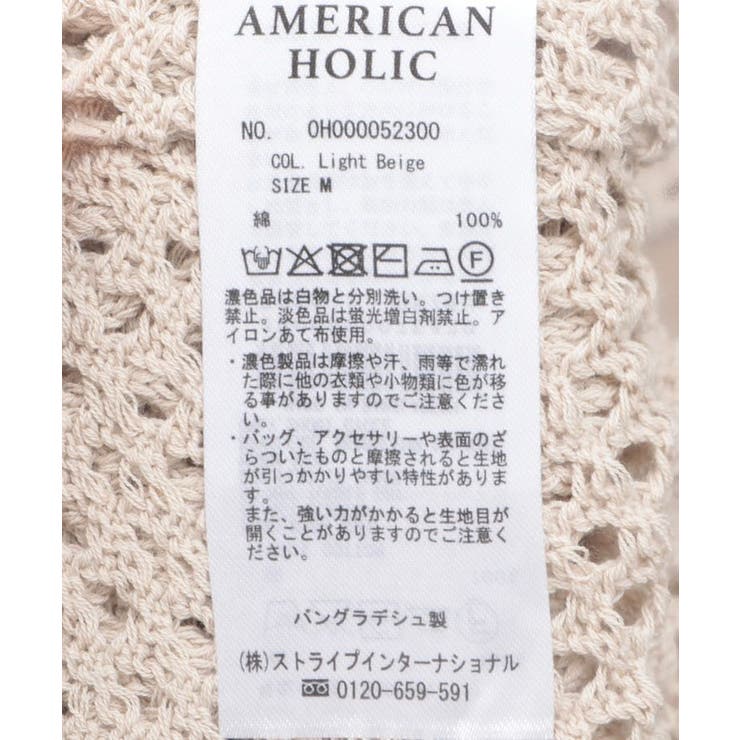 AMERICAN
HOLIC
NO. OH000052300
COL. Light Beige
SIZE M
綿 100%
F
濃色品は白物と分別洗い。つけ置き
禁止。淡色品は蛍光増白剤禁止。ア
イロンあて布使用。
・濃色製品は摩擦や汗、雨等で濡れ
た際に他の衣類や小物類に色が移
る事がありますのでご注意くださ
い。
・バッグ、アクセサリーや表面のざ
らついたものと摩擦されると生地
が引っかかりやすい特性がありま
す。
また、強い力がかかると生地目が
開くことがありますのでご注意く
ださい。
バングラデシュ製
(株)ストライプインターナショナル
0120-659-591